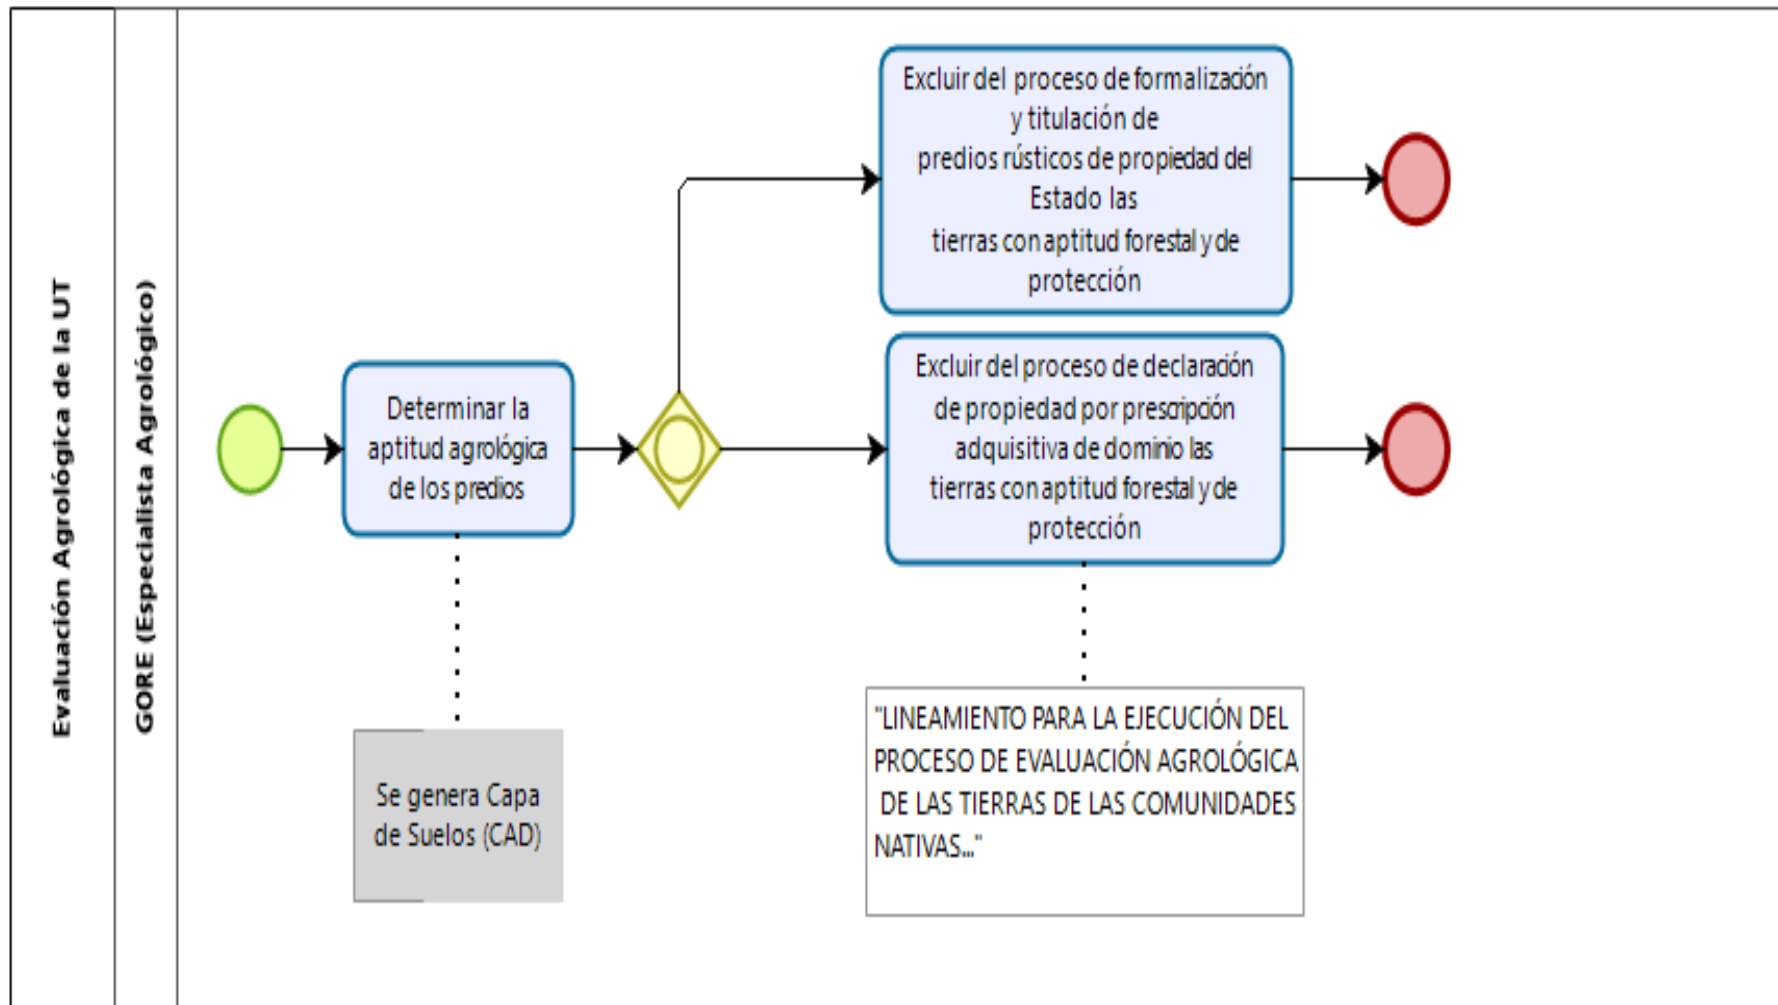 Evaluación Agrológica de la UT
GORE (Especialista Agrológico)
Excluir del proceso de formalización
y titulación de
predios rústicos de propiedad del
Estado las
tierras con aptitud forestal y de
protección
Determinar la
aptitud agrológica
de los predios
Excluir del proceso de declaración
de propiedad por prescripción
adquisitiva de dominio las
tierras con aptitud forestal y de
protección
Se genera Capa
de Suelos (CAD)
"LINEAMIENTO PARA LA EJECUCIÓN DEL
PROCESO DE EVALUACIÓN AGROLÓGICA
DE LAS TIERRAS DE LAS COMUNIDADES
NATIVAS..."